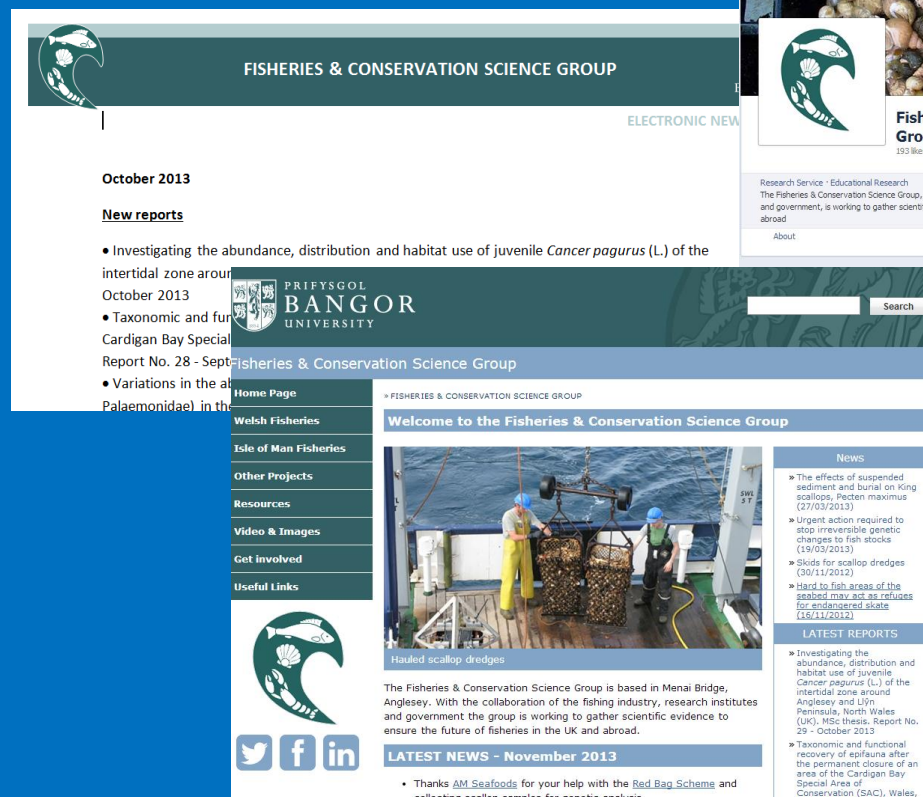 FISHERIES & CONSERVATION SCIENCE GROUP
ELECTRONIC NEW
October 2013
New reports
• Investigating the abundance, distribution and habitat use of juvenile Cancer pagurus (L.) of the
intertidal zone aroun
October 2013
• Taxonomic and fun
Cardigan Bay Special
Report No. 28 - Sept
• Variations in the ab
Palaemonidae) in the
Fish
Gro
193 like
Research Service · Educational Research
The Fisheries & Conservation Science Group,
and government, is working to gather scienti
abroad
About
PRIFYSGOL
BANGOR
UNIVERSITY
Search
Fisheries & Conservation Science Group
Home Page
Welsh Fisheries
Isle of Man Fisheries
Other Projects
Resources
Video & Images
Get involved
Useful Links
» FISHERIES & CONSERVATION SCIENCE GROUP
Welcome to the Fisheries & Conservation Science Group
SWL
5 T
Hauled scallop dredges
The Fisheries & Conservation Science Group is based in Menai Bridge,
Anglesey. With the collaboration of the fishing industry, research institutes
and government the group is working to gather scientific evidence to
ensure the future of fisheries in the UK and abroad.
LATEST NEWS - November 2013
• Thanks AM Seafoods for your help with the Red Bag Scheme and
collecting scallop samples for genetic analysis
News
» The effects of suspended
sediment and burial on King
scallops, Pecten maximus
(27/03/2013)
» Urgent action required to
stop irreversible genetic
changes to fish stocks
(19/03/2013)
» Skids for scallop dredges
(30/11/2012)
» Hard to fish areas of the
seabed may act as refuges
for endangered skate
(16/11/2012)
LATEST REPORTS
» Investigating the
abundance, distribution and
habitat use of juvenile
Cancer pagurus (L.) of the
intertidal zone around
Anglesey and Llŷn
Peninsula, North Wales
(UK). MSc thesis. Report No.
29 - October 2013
» Taxonomic and functional
recovery of epifauna after
the permanent closure of an
area of the Cardigan Bay
Special Area of
Conservation (SAC), Wales,